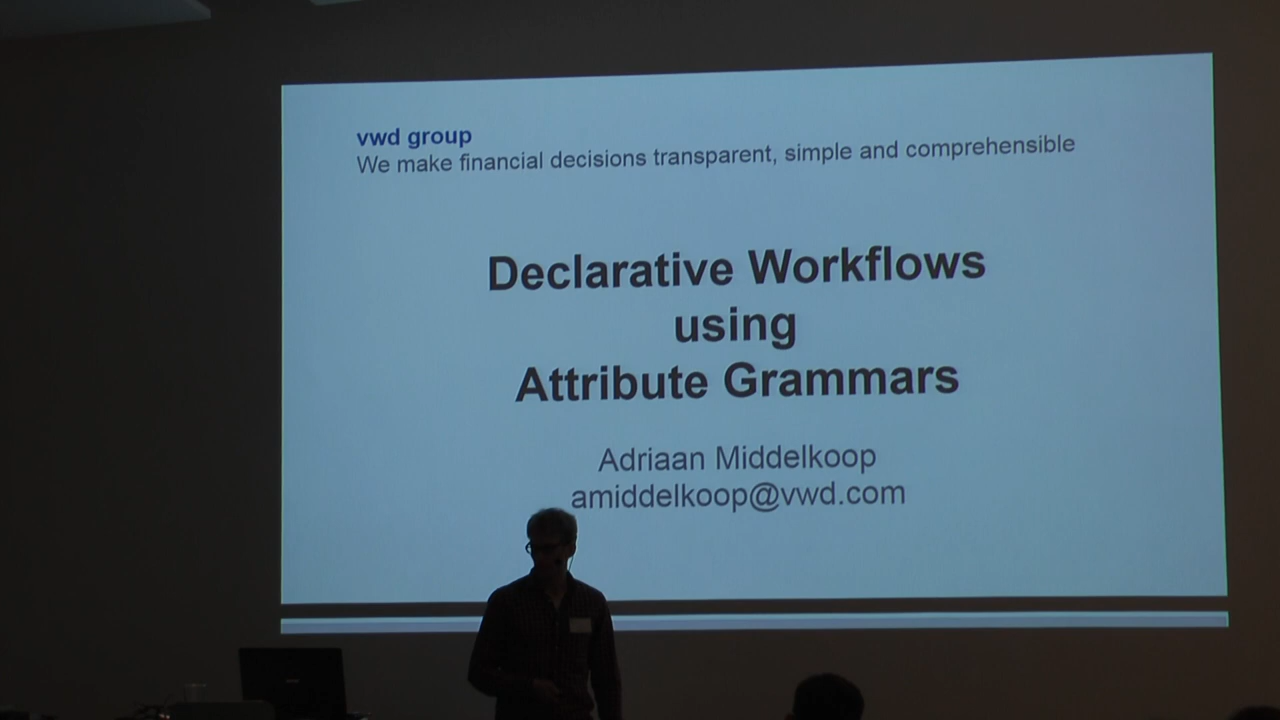 vwd group
We make financial decisions transparent, simple and comprehensible
Declarative Workflows
using
Attribute Grammars
Adriaan Middelkoop
amiddelkoop@vwd.com